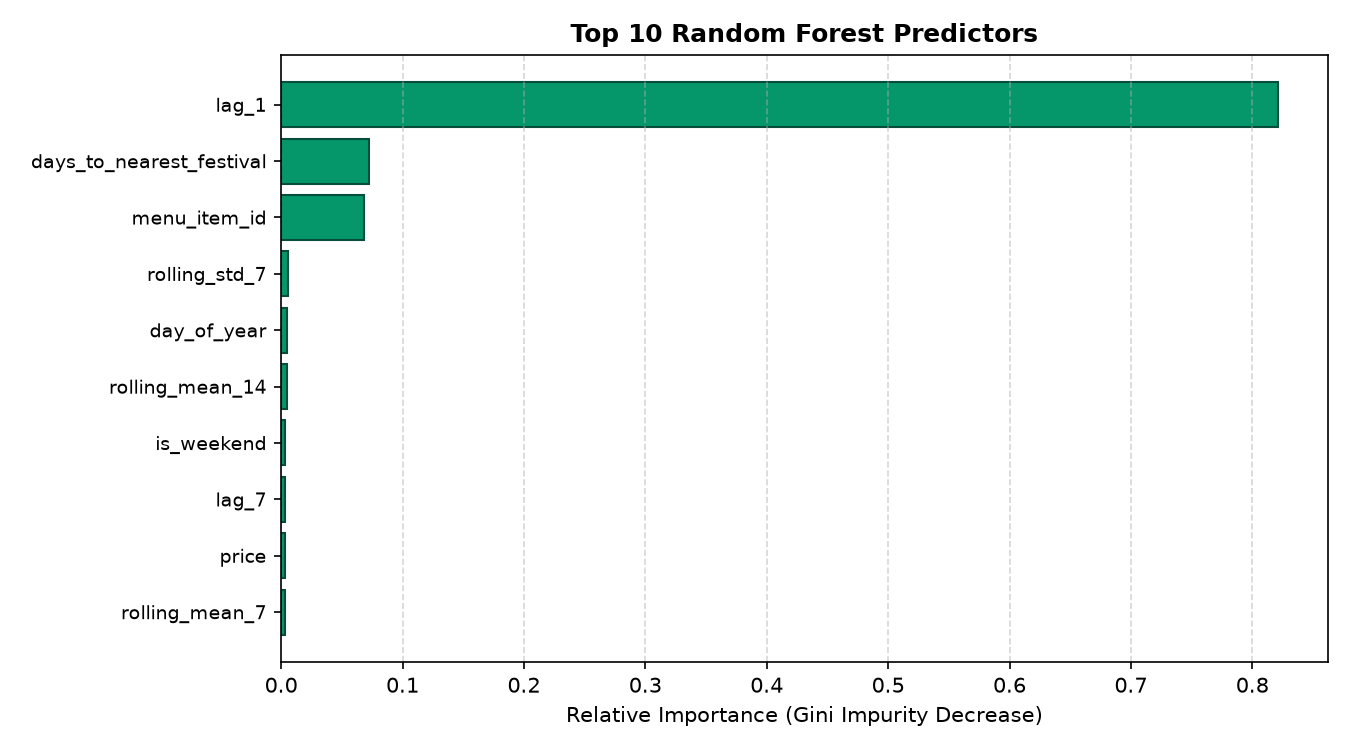 Top 10 Random Forest Predictors
lag_1
days_to_nearest_festival
menu_item_id
rolling_std_7
day_of_year
rolling_mean_14
is_weekend
lag_7
price
rolling_mean_7
0.0 0.1 0.2 0.3 0.4 0.5 0.6 0.7 0.8
Relative Importance (Gini Impurity Decrease)